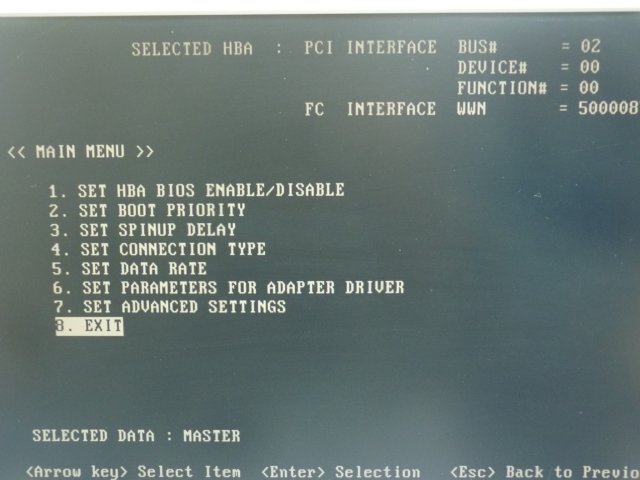 SELECTED HBA : PCI INTERFACE BUS# = 02
DEVICE# = 00
FUNCTION# = 00
FC INTERFACE WWN = 500008
<< MAIN MENU >>
1. SET HBA BIOS ENABLE/DISABLE
2. SET BOOT PRIORITY
3. SET SPINUP DELAY
4. SET CONNECTION TYPE
5. SET DATA RATE
6. SET PARAMETERS FOR ADAPTER DRIVER
7. SET ADVANCED SETTINGS
8. EXIT
SELECTED DATA : MASTER
<Arrow key> Select Item <Enter> Selection <Esc> Back to Previo